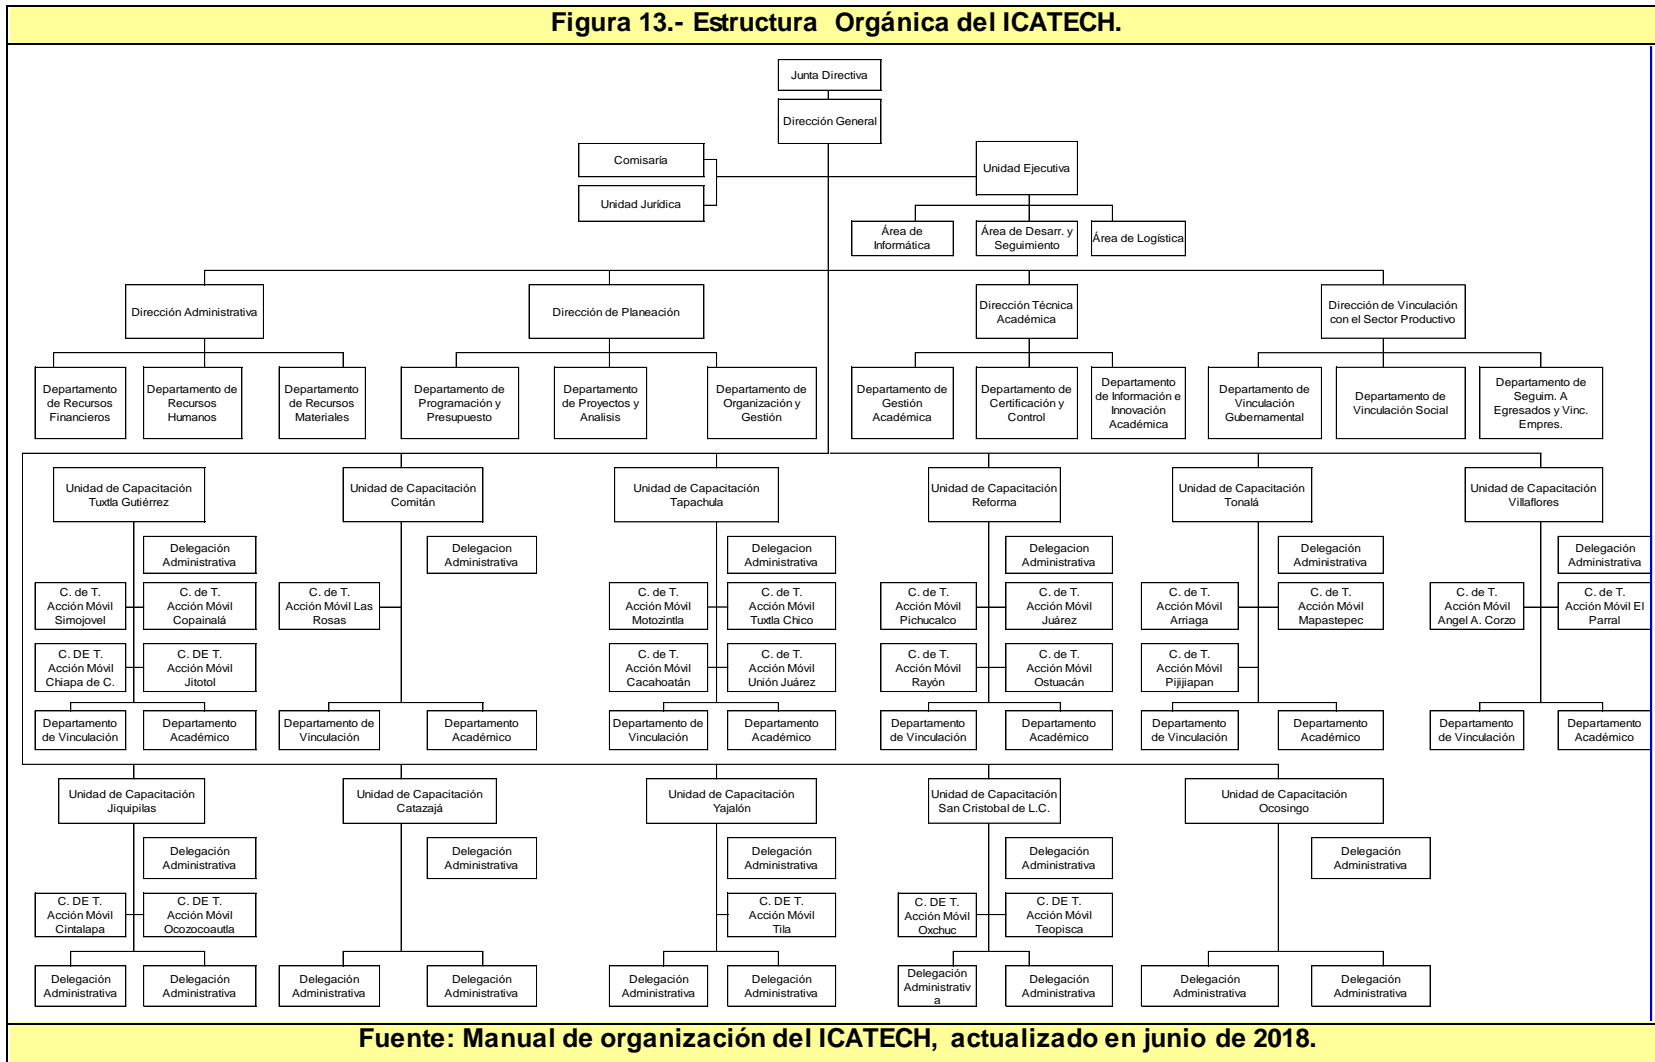 Figura 13.- Estructura Orgánica del ICATECH.
Junta Directiva
Dirección General
Comisaría
Unidad Ejecutiva
Unidad Jurídica
Área de
Informática
Área de Desarr. y
Seguimiento
Área de Logística
Dirección Administrativa
Dirección de Planeación
Dirección Técnica
Académica
Dirección de Vinculación
con el Sector Productivo
Departamento
de Recursos
Financieros
Departamento de
Recursos
Humanos
Departamento
de Recursos
Materiales
Departamento de
Programación y
Presupuesto
Departamento
de Proyectos y
Analisis
Departamento de
Organización y
Gestión
Departamento de
Gestión
Académica
Departamento de
Certificación y
Control
Departamento
de Información e
Innovación
Académica
Departamento de
Vinculación
Gubernamental
Departamento de
Vinculación Social
Departamento de
Seguim. A
Egresados y Vinc.
Empres.
Unidad de Capacitación
Tuxtla Gutiérrez
Unidad de Capacitación
Comitán
Unidad de Capacitación
Tapachula
Unidad de Capacitación
Reforma
Unidad de Capacitación
Tonalá
Unidad de Capacitación
Villaflores
Delegación
Administrativa
Delegacion
Administrativa
Delegacion
Administrativa
Delegacion
Administrativa
Delegación
Administrativa
Delegación
Administrativa
C. de T.
Acción Móvil
Simojovel
C. de T.
Acción Móvil
Copainalá
C. de T.
Acción Móvil Las
Rosas
C. de T.
Acción Móvil
Motozintla
C. de T.
Acción Móvil
Tuxtla Chico
C. de T.
Acción Móvil
Pichucalco
C. de T.
Acción Móvil
Juárez
C. de T.
Acción Móvil
Arriaga
C. de T.
Acción Móvil
Mapastepec
C. de T.
Acción Móvil
Angel A. Corzo
C. de T.
Acción Móvil El
Parral
C. DE T.
Acción Móvil
Chiapa de C.
C. DE T.
Acción Móvil
Jitotol
C. de T.
Acción Móvil
Cacahoatán
C. de T.
Acción Móvil
Unión Juárez
C. de T.
Acción Móvil
Rayón
C. de T.
Acción Móvil
Ostuacán
C. de T.
Acción Móvil
Pijijiapan
Departamento
de Vinculación
Departamento
Académico
Departamento de
Vinculación
Departamento
Académico
Departamento de
Vinculación
Departamento
Académico
Departamento
de Vinculación
Departamento
Académico
Departamento
de Vinculación
Departamento
Académico
Departamento
de Vinculación
Departamento
Académico
Unidad de Capacitación
Jiquipilas
Unidad de Capacitación
Catazajá
Unidad de Capacitación
Yajalón
Unidad de Capacitación
San Cristobal de L.C.
Unidad de Capacitación
Ocosingo
Delegación
Administrativa
Delegación
Administrativa
Delegación
Administrativa
Delegación
Administrativa
Delegación
Administrativa
C. DE T.
Acción Móvil
Cintalapa
C. DE T.
Acción Móvil
Ocozocoautla
C. DE T.
Acción Móvil
Tila
C. DE T.
Acción Móvil
Oxchuc
C. DE T.
Acción Móvil
Teopisca
Delegación
Administrativa
Delegación
Administrativa
Delegación
Administrativa
Delegación
Administrativa
Delegación
Administrativa
Delegación
Administrativa
Delegación
Administrativ
a
Delegación
Administrativa
Delegación
Administrativa
Delegación
Administrativa
Fuente: Manual de organización del ICATECH, actualizado en junio de 2018.